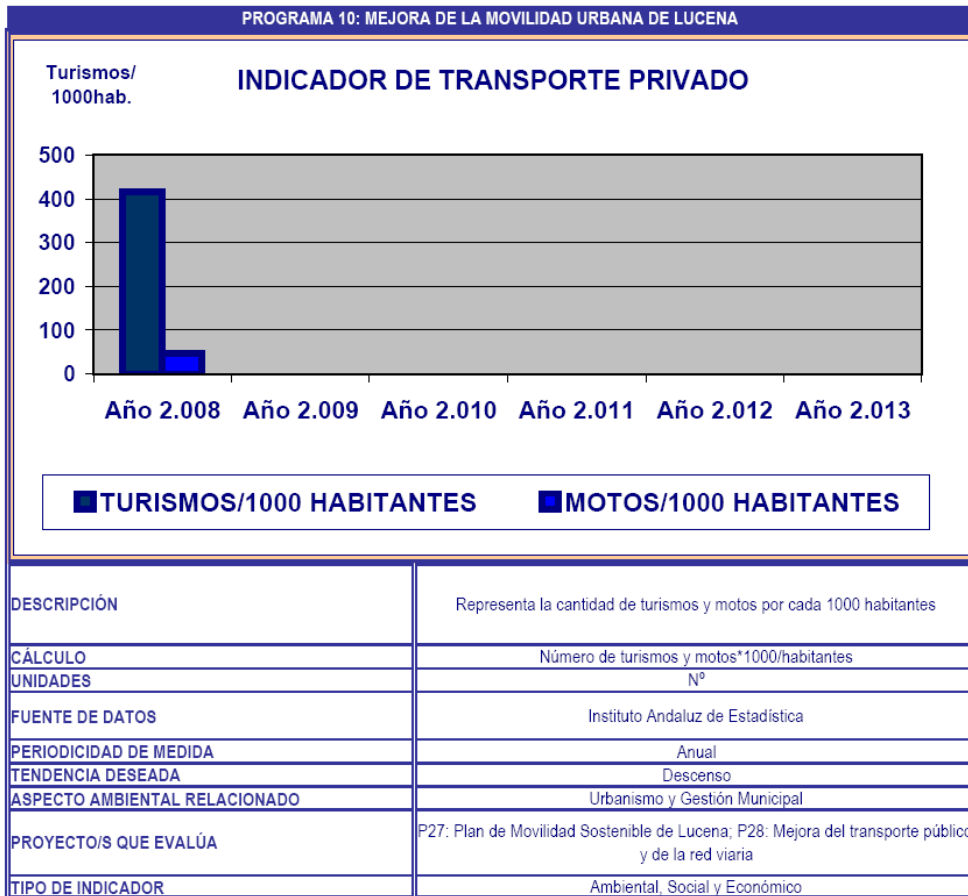 PROGRAMA 10: MEJORA DE LA MOVILIDAD URBANA DE LUCENA
Turismos/
1000hab.
INDICADOR DE TRANSPORTE PRIVADO
500
400
300
200
100
0
Año 2.008 Año 2.009 Año 2.010 Año 2.011 Año 2.012 Año 2.013
TURISMOS/1000 HABITANTES MOTOS/1000 HABITANTES
DESCRIPCIÓN Representa la cantidad de turismos y motos por cada 1000 habitantes
CÁLCULO Número de turismos y motos*1000/habitantes
UNIDADES Nº
FUENTE DE DATOS Instituto Andaluz de Estadística
PERIODICIDAD DE MEDIDA Anual
TENDENCIA DESEADA Descenso
ASPECTO AMBIENTAL RELACIONADO Urbanismo y Gestión Municipal
PROYECTO/S QUE EVALÚA P27: Plan de Movilidad Sostenible de Lucena; P28: Mejora del transporte público
y de la red viaria
TIPO DE INDICADOR Ambiental, Social y Económico